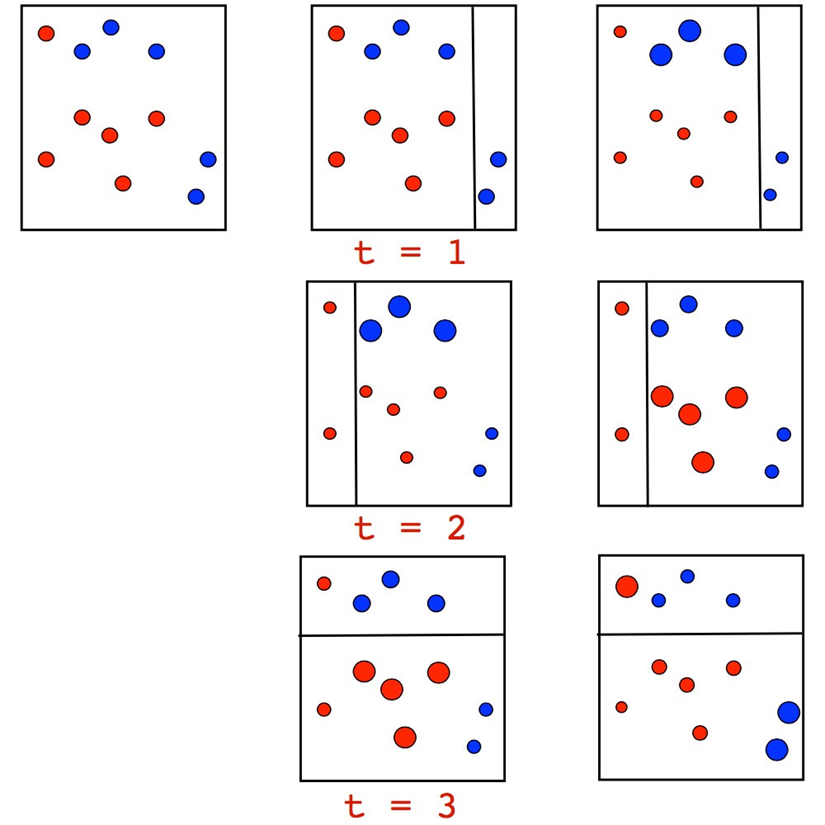 t = 1
t = 2
t = 3